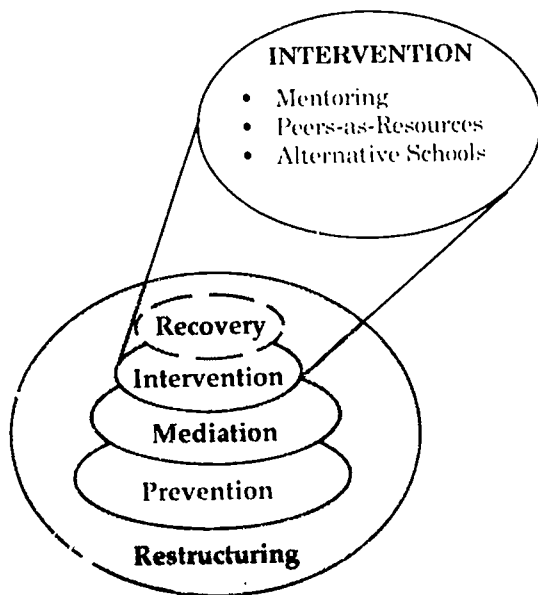 INTERVENTION
• Mentoring
• Peers-as-Resources
• Alternative Schools
Recovery
Intervention
Mediation
Prevention
Restructuring